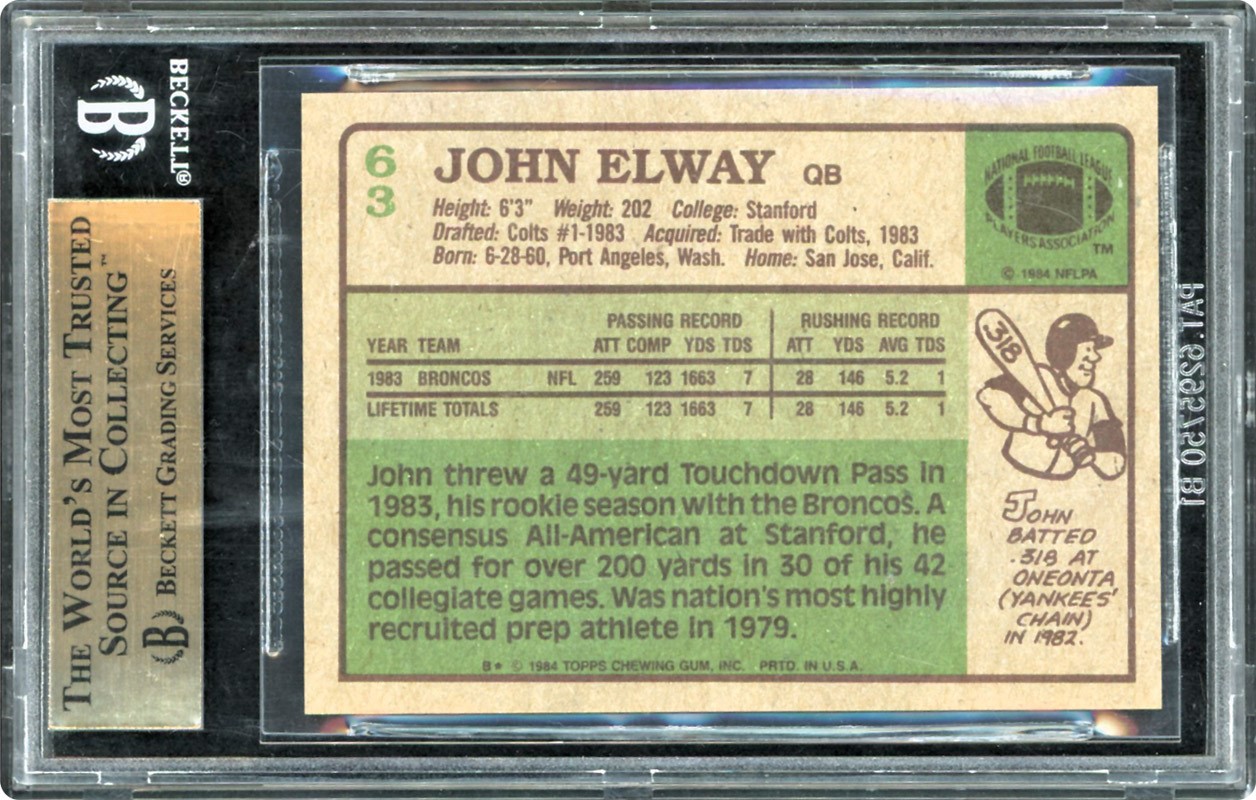 BECKETT®
B
THE WORLD'S MOST TRUSTED
SOURCE IN COLLECTING™
B BECKETT GRADING SERVICES
63
JOHN ELWAY QB
Height: 6'3" Weight: 202 College: Stanford
Drafted: Colts #1-1983 Acquired: Trade with Colts, 1983
Born: 6-28-60, Port Angeles, Wash. Home: San Jose, Calif.
NATIONAL FOOTBALL LEAGUE
PLAYERS ASSOCIATION
TM
© 1984 NFLPA
PASSING RECORD RUSHING RECORD
YEAR TEAM ATT COMP YDS TDS ATT YDS AVG TDS
1983 BRONCOS NFL 259 123 1663 7 28 146 5.2 1
LIFETIME TOTALS 259 123 1663 7 28 146 5.2 1
John threw a 49-yard Touchdown Pass in
1983, his rookie season with the Broncos. A
consensus All-American at Stanford, he
passed for over 200 yards in 30 of his 42
collegiate games. Was nation's most highly
recruited prep athlete in 1979.
B* © 1984 TOPPS CHEWING GUM, INC. PRTD. IN U.S.A.
318
JOHN
BATTED
.318 AT
ONEONTA
(YANKEES'
CHAIN)
IN 1982.
PAT. 6295750 B1